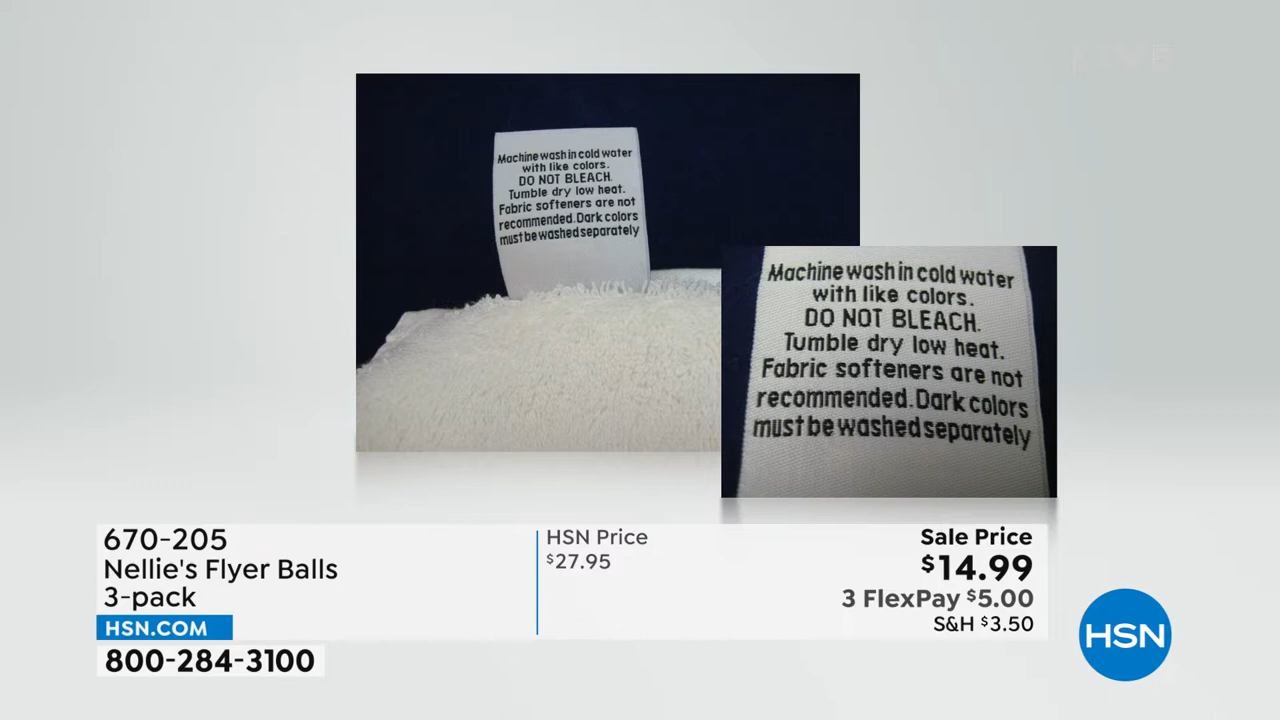 Machine wash in cold water
with like colors.
DO NOT BLEACH.
Tumble dry low heat.
Fabric softeners are not
recommended. Dark colors
must be washed separately
Machine wash in cold water
with like colors.
DO NOT BLEACH.
Tumble dry low heat.
Fabric softeners are not
recommended. Dark colors
must be washed separately
670-205
Nellie's Flyer Balls
3-pack
HSN.COM
800-284-3100
HSN Price
$27.95
Sale Price
$14.99
3 FlexPay $5.00
S&H $3.50
HSN